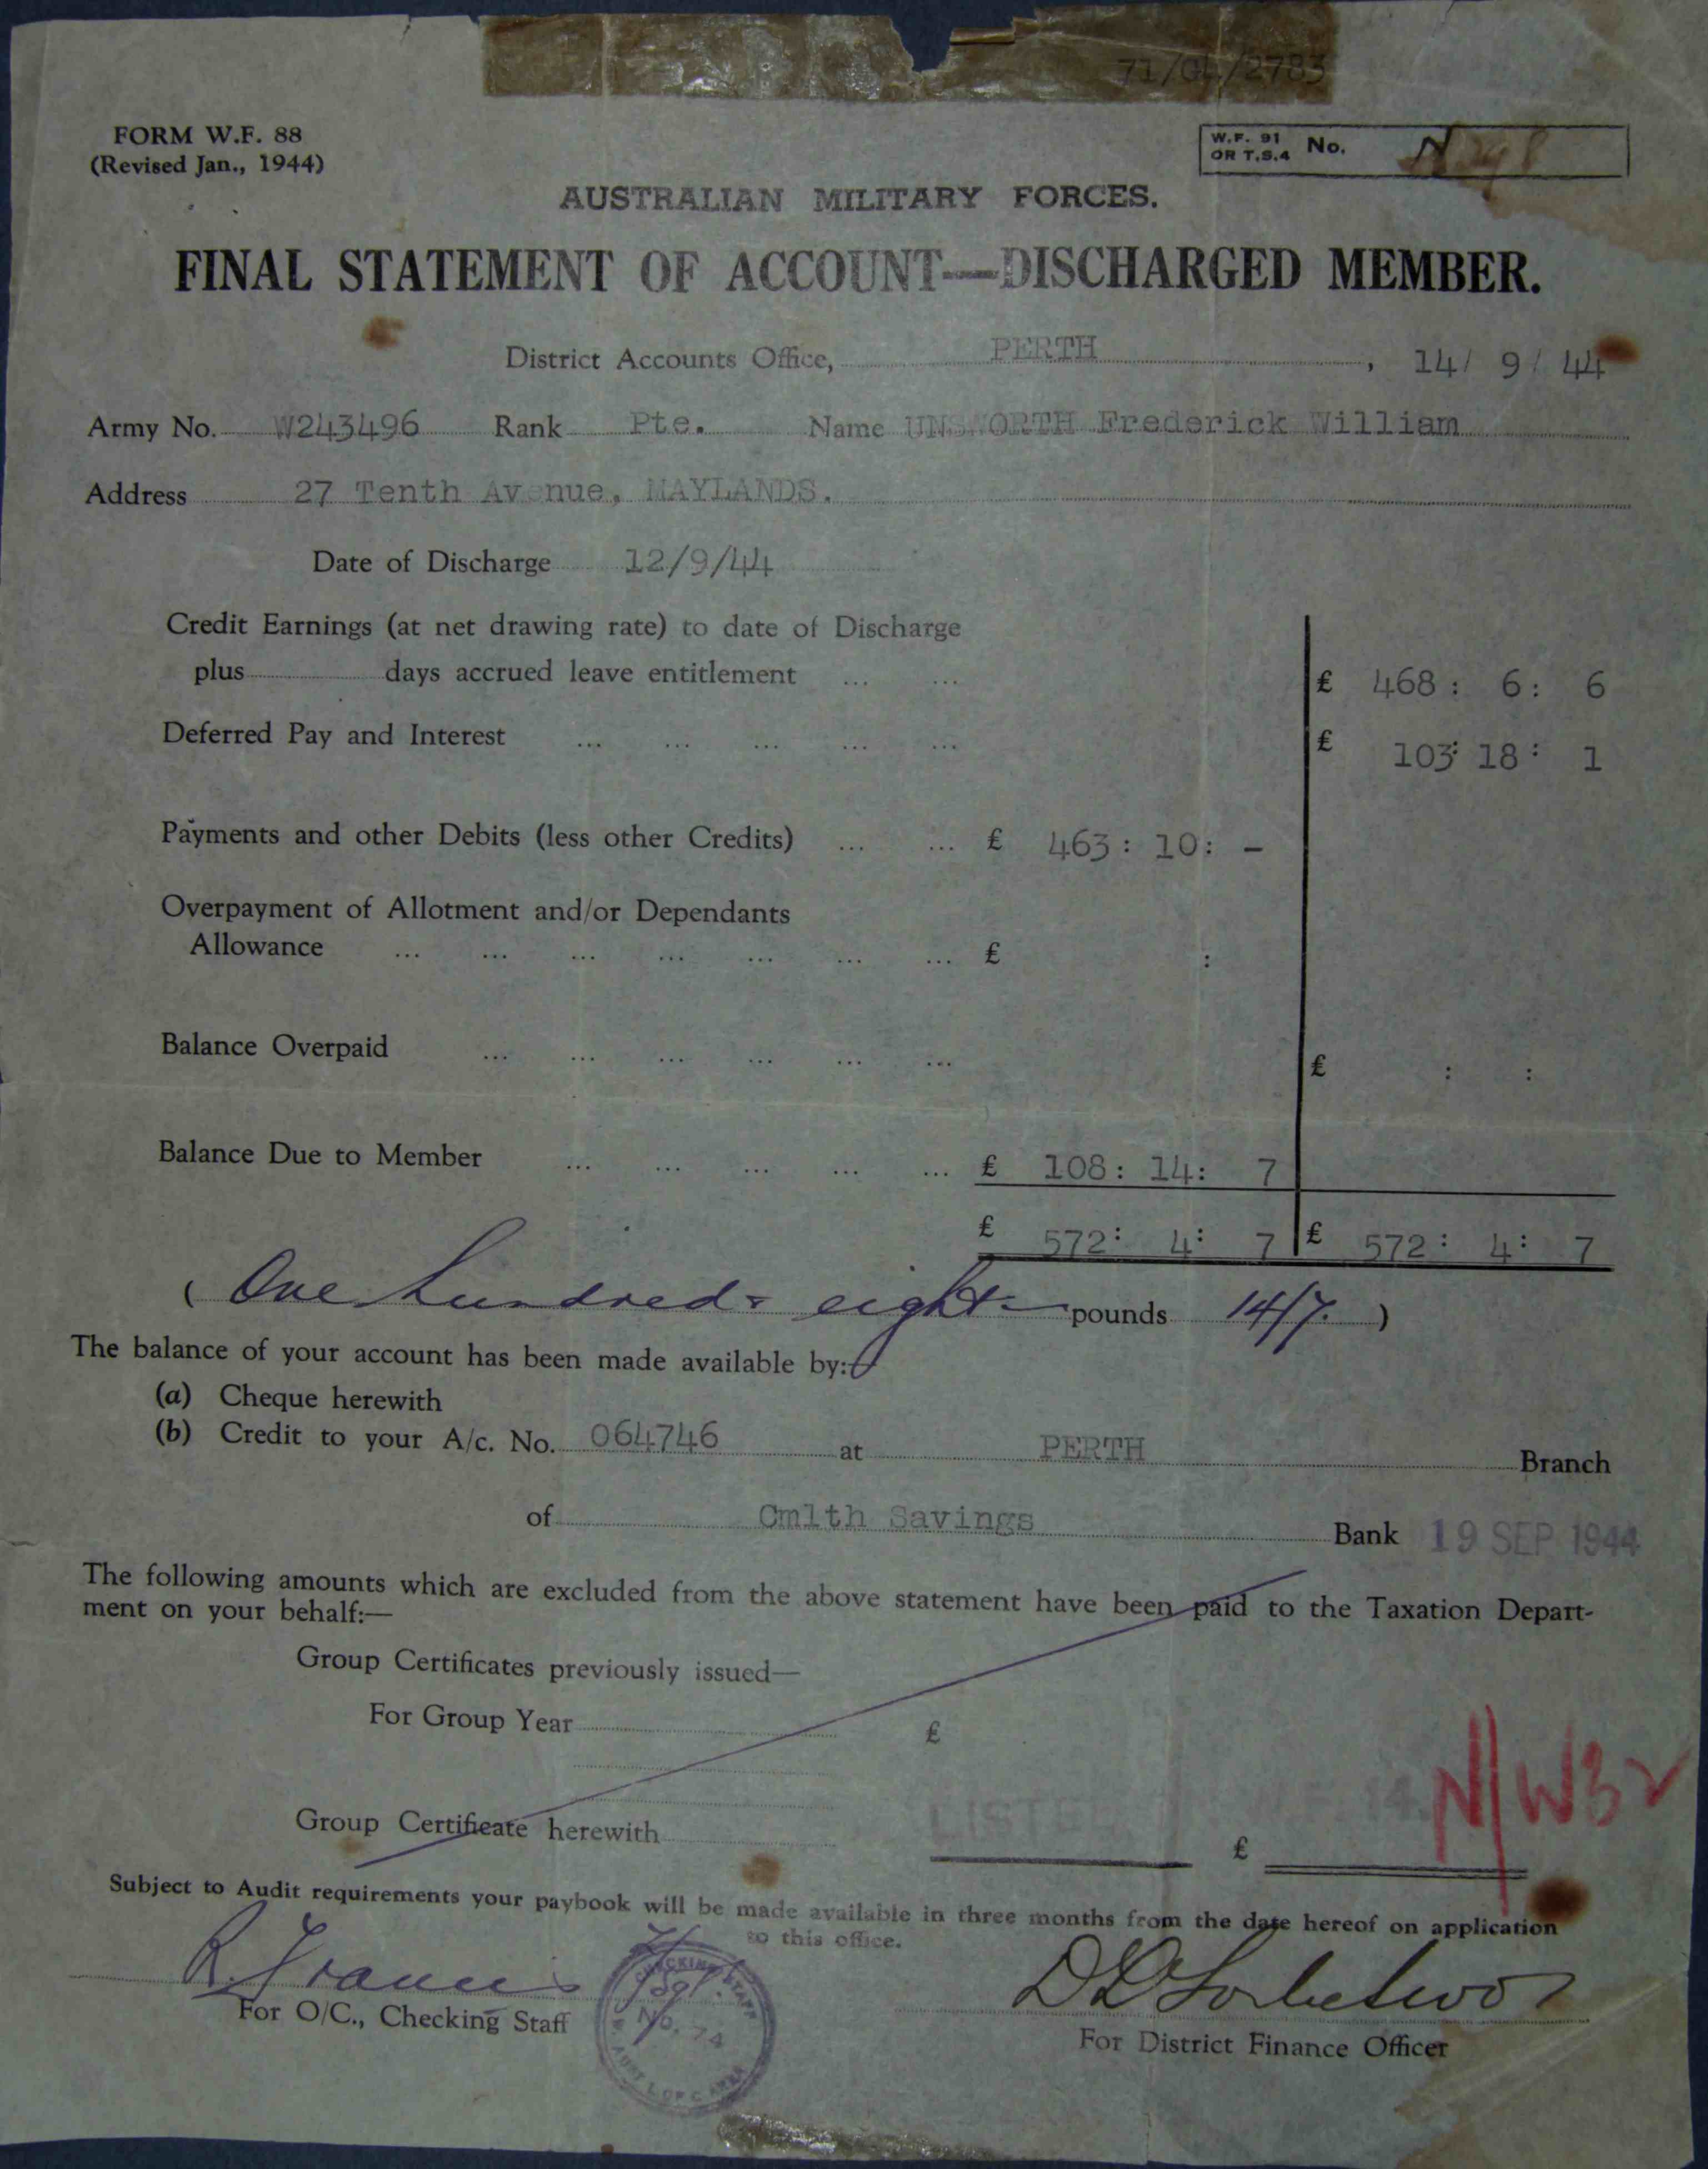 71/GL/2783
FORM W.F. 88
(Revised Jan., 1944)
W.F. 91
OR T.S.4 No.
AUSTRALIAN MILITARY FORCES.
FINAL STATEMENT OF ACCOUNT—DISCHARGED MEMBER.
District Accounts Office, PERTH, 14/ 9/ 44
Army No. W243496 Rank Pte. Name UNSWORTH Frederick William
Address 27 Tenth Avenue, MAYLANDS.
Date of Discharge 12/9/44
Credit Earnings (at net drawing rate) to date of Discharge
plus days accrued leave entitlement ... ... £ 468 : 6 : 6
Deferred Pay and Interest ... ... ... ... ... £ 103 : 18 : 1
Payments and other Debits (less other Credits) ... ... £ 463 : 10 : -
Overpayment of Allotment and/or Dependants
Allowance ... ... ... ... ... ... ... £ :
Balance Overpaid ... ... ... ... ... ... £ : :
Balance Due to Member ... ... ... ... ... £ 108 : 14 : 7
£ 572 : 4 : 7 £ 572 : 4 : 7
( One hundred & eight pounds 14/7. )
The balance of your account has been made available by:—
(a) Cheque herewith
(b) Credit to your A/c. No. 064746 at PERTH Branch
of Cmlth Savings Bank 19 SEP 1944
The following amounts which are excluded from the above statement have been paid to the Taxation Depart-
ment on your behalf:—
Group Certificates previously issued—
For Group Year £
N/W32
Group Certificate herewith £
Subject to Audit requirements your paybook will be made available in three months from the date hereof on application
to this office.
R. Francis
For O/C., Checking Staff
CHECKING STAFF
No. 74
For District Finance Officer